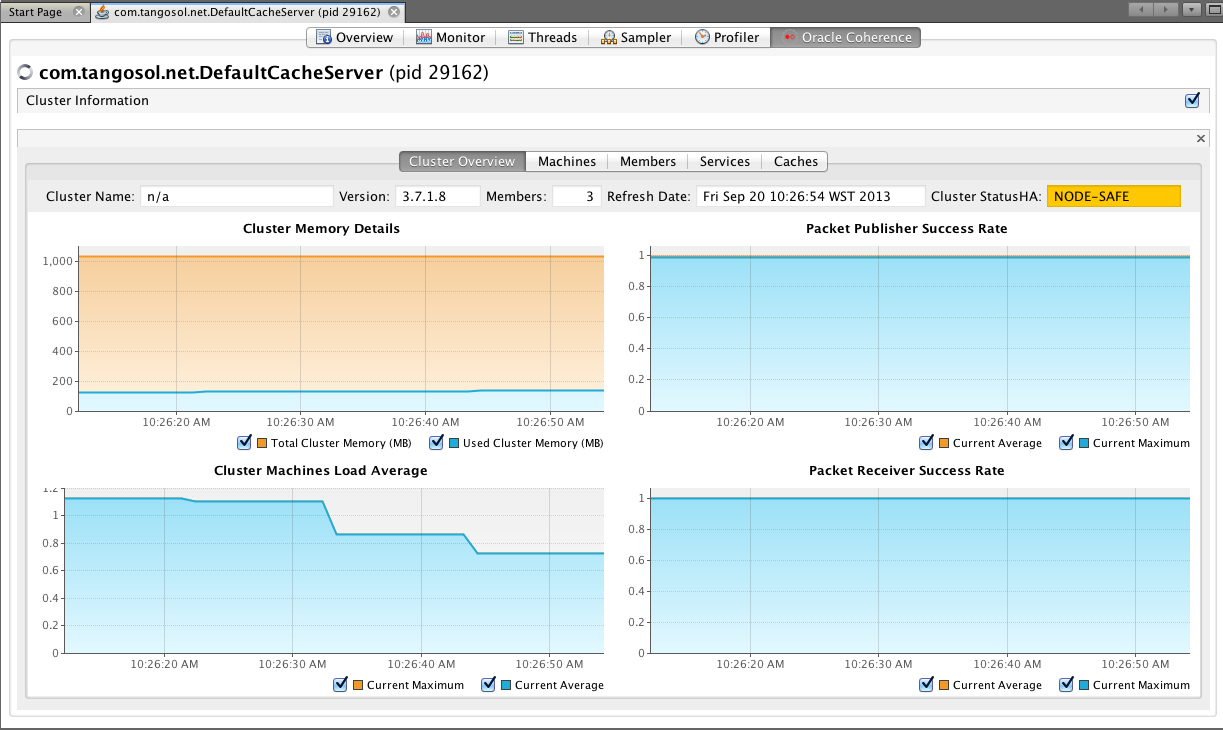 Start Page com.tangosol.net.DefaultCacheServer (pid 29162)
Overview Monitor Threads Sampler Profiler Oracle Coherence
com.tangosol.net.DefaultCacheServer (pid 29162)
Cluster Information
Cluster Overview Machines Members Services Caches
Cluster Name: n/a Version: 3.7.1.8 Members: 3 Refresh Date: Fri Sep 20 10:26:54 WST 2013 Cluster StatusHA: NODE-SAFE
Cluster Memory Details
1,000
800
600
400
200
0
10:26:20 AM 10:26:30 AM 10:26:40 AM 10:26:50 AM
Total Cluster Memory (MB) Used Cluster Memory (MB)
Packet Publisher Success Rate
1
0.8
0.6
0.4
0.2
0
10:26:20 AM 10:26:30 AM 10:26:40 AM 10:26:50 AM
Current Average Current Maximum
Cluster Machines Load Average
1.2
1
0.8
0.6
0.4
0.2
0
10:26:20 AM 10:26:30 AM 10:26:40 AM 10:26:50 AM
Current Maximum Current Average
Packet Receiver Success Rate
1
0.8
0.6
0.4
0.2
0
10:26:20 AM 10:26:30 AM 10:26:40 AM 10:26:50 AM
Current Average Current Maximum